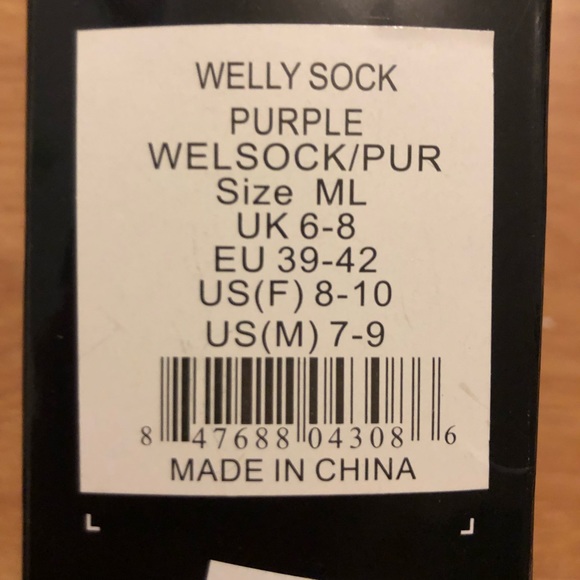 WELLY SOCK
PURPLE
WELSOCK/PUR
Size ML
UK 6-8
EU 39-42
US(F) 8-10
US(M) 7-9
8 47688 04308 6
MADE IN CHINA